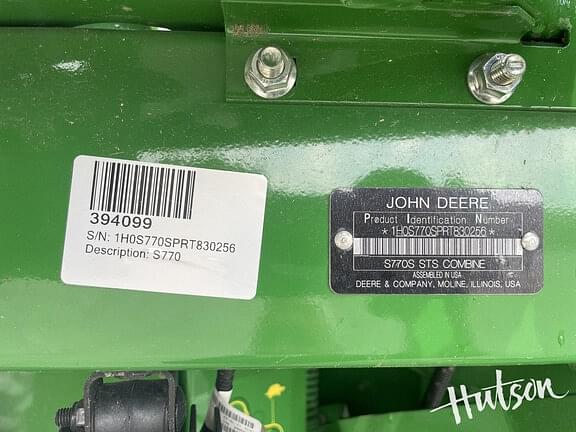 394099
S/N: 1H0S770SPRT830256
Description: S770
JOHN DEERE
Product Identification Number
*1H0S770SPRT830256*
S770S STS COMBINE
ASSEMBLED IN USA
DEERE & COMPANY, MOLINE, ILLINOIS, USA
Hutson